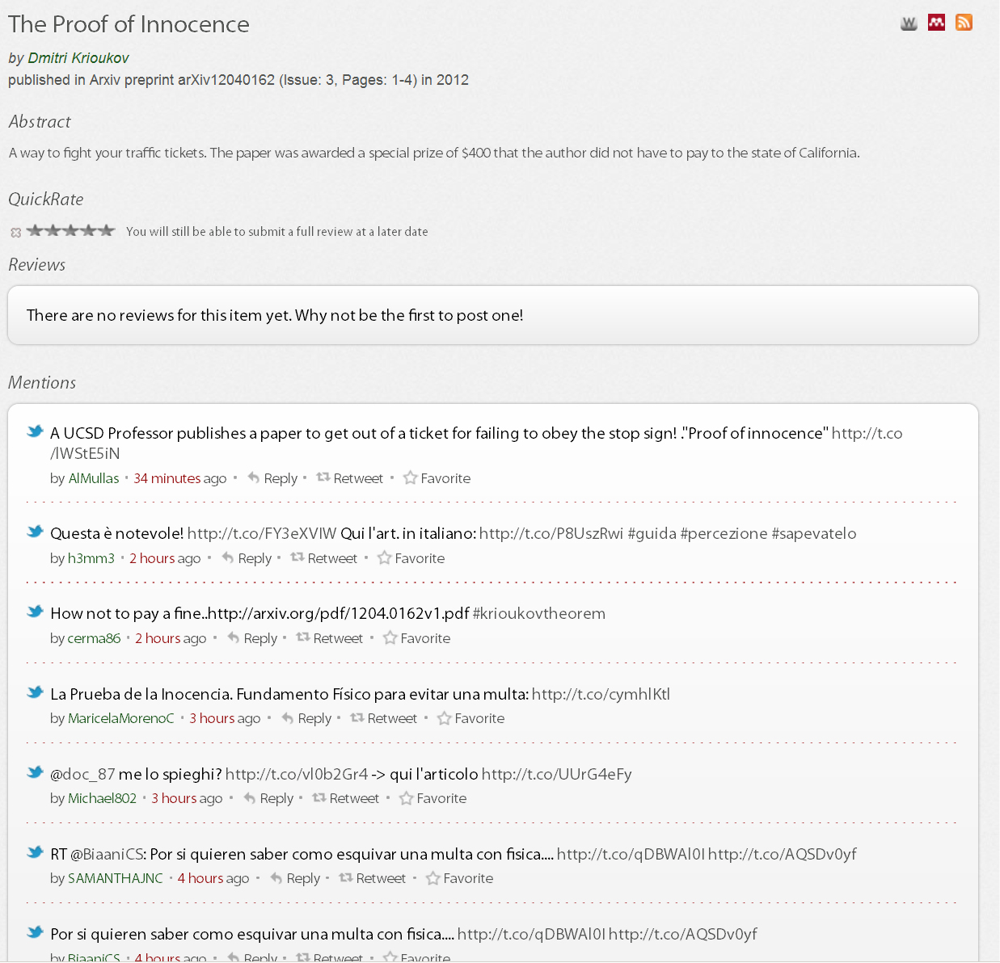 The Proof of Innocence
by Dmitri Krioukov
published in Arxiv preprint arXiv12040162 (Issue: 3, Pages: 1-4) in 2012
Abstract
A way to fight your traffic tickets. The paper was awarded a special prize of $400 that the author did not have to pay to the state of California.
QuickRate
You will still be able to submit a full review at a later date
Reviews
There are no reviews for this item yet. Why not be the first to post one!
Mentions
A UCSD Professor publishes a paper to get out of a ticket for failing to obey the stop sign! ."Proof of innocence" http://t.co
/lWStE5iN
by AlMullas • 34 minutes ago • Reply • Retweet • Favorite
Questa è notevole! http://t.co/FY3eXVIW Qui l'art. in italiano: http://t.co/P8UszRwi #guida #percezione #sapevatelo
by h3mm3 • 2 hours ago • Reply • Retweet • Favorite
How not to pay a fine..http://arxiv.org/pdf/1204.0162v1.pdf #krioukovtheorem
by cerma86 • 2 hours ago • Reply • Retweet • Favorite
La Prueba de la Inocencia. Fundamento Físico para evitar una multa: http://t.co/cymhlKtl
by MaricelaMorenoC • 3 hours ago • Reply • Retweet • Favorite
@doc_87 me lo spieghi? http://t.co/vl0b2Gr4 -> qui l'articolo http://t.co/UUrG4eFy
by Michael802 • 3 hours ago • Reply • Retweet • Favorite
RT @BiaaniCS: Por si quieren saber como esquivar una multa con fisica.... http://t.co/qDBWAl0I http://t.co/AQSDv0yf
by SAMANTHAJNC • 4 hours ago • Reply • Retweet • Favorite
Por si quieren saber como esquivar una multa con fisica.... http://t.co/qDBWAl0I http://t.co/AQSDv0yf
by BiaaniCS • 4 hours ago • Reply • Retweet • Favorite